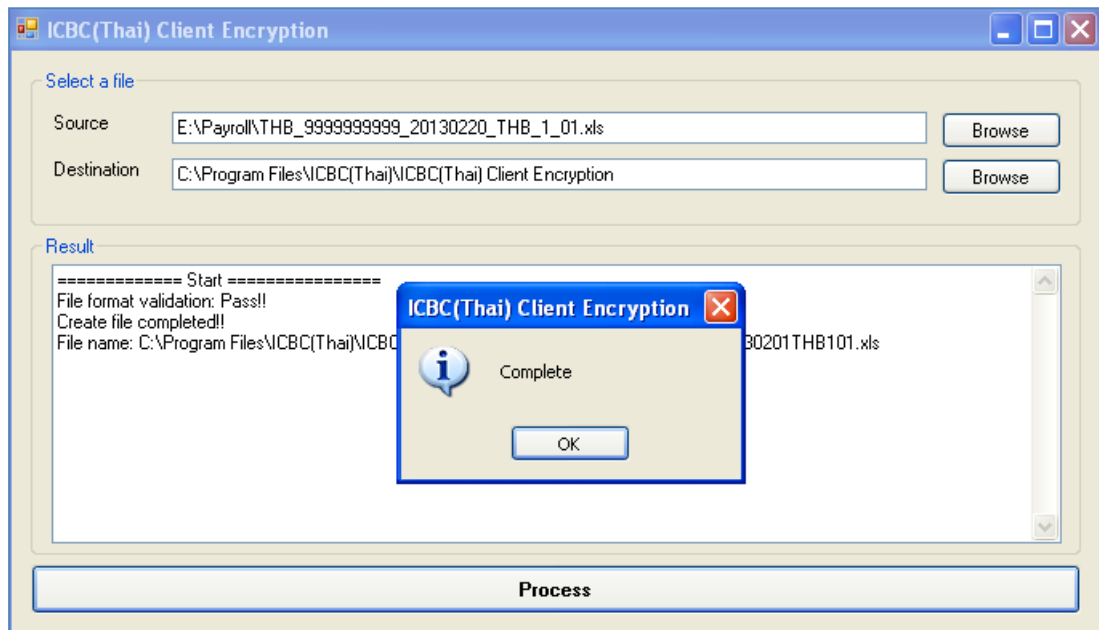 ICBC(Thai) Client Encryption
Select a file
Source
E:\Payroll\THB_9999999999_20130220_THB_1_01.xls
Browse
Destination
C:\Program Files\ICBC(Thai)\ICBC(Thai) Client Encryption
Browse
Result
============= Start ================
File format validation: Pass!!
Create file completed!!
File name: C:\Program Files\ICBC(Thai)\ICBC
30201THB101.xls
ICBC(Thai) Client Encryption
Complete
OK
Process